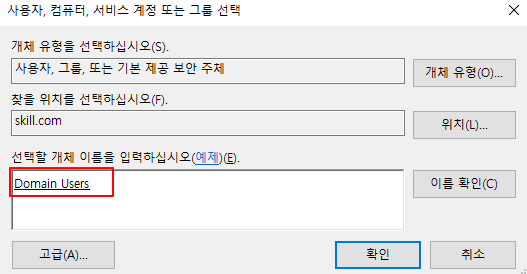 사용자, 컴퓨터, 서비스 계정 또는 그룹 선택
개체 유형을 선택하십시오(S).
사용자, 그룹, 또는 기본 제공 보안 주체
개체 유형(O)...
찾을 위치를 선택하십시오(F).
skill.com
위치(L)...
선택할 개체 이름을 입력하십시오(예제)(E).
Domain Users
이름 확인(C)
고급(A)...
확인
취소